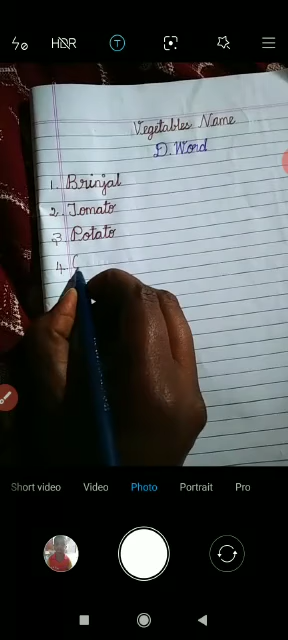 HDR
T
Vegetables Name
D.Word
1. Brinjal
2. Tomato
3. Potato
4. C
Short video Video Photo Portrait Pro